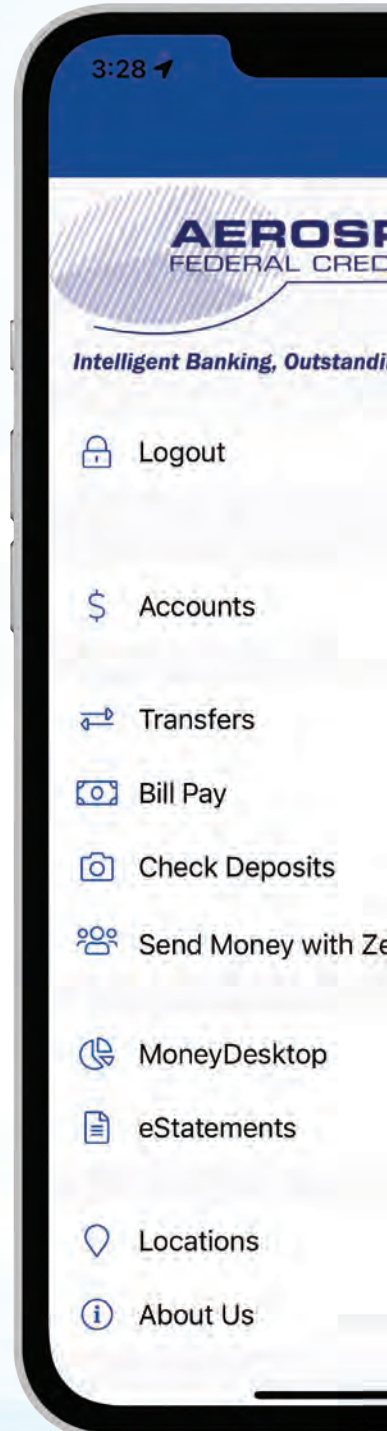 3:28
AEROSP
FEDERAL CRED
Intelligent Banking, Outstandi
Logout
Accounts
Transfers
Bill Pay
Check Deposits
Send Money with Ze
MoneyDesktop
eStatements
Locations
About Us